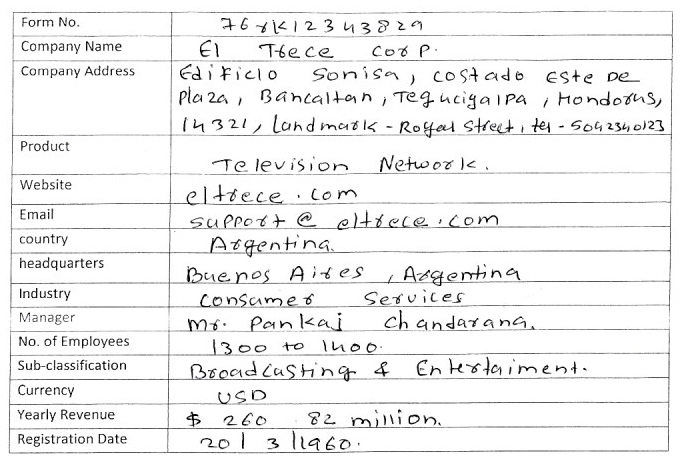 Form No. 76rK12343829
Company Name El Trece Corp.
Company Address Edificio Sonisa, costado Este De
Plaza, Bancaltan, Tegucigalpa, Hondorus,
14321, Landmark - Royal Street, tel - 5042340123
Product Television Network.
Website eltrece.com
Email support@eltrece.com
country Argentina.
headquarters Buenos Aires, Argentina
Industry Consumer Services
Manager Mr. Pankaj Chandarana.
No. of Employees 1300 to 1400.
Sub-classification Broadcasting & Entertaiment.
Currency USD
Yearly Revenue $ 260 82 million.
Registration Date 20/3/1960.